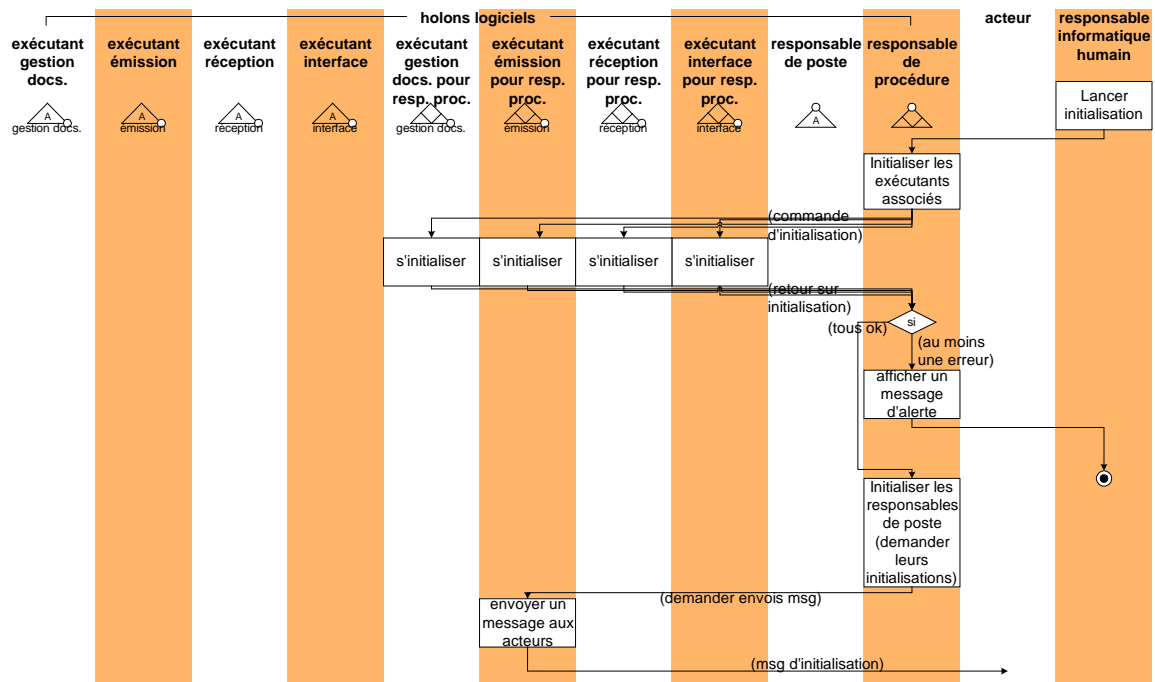 holons logiciels
acteur
responsable
informatique
humain
exécutant
gestion
docs.
exécutant
émission
exécutant
réception
exécutant
interface
exécutant
gestion
docs. pour
resp. proc.
exécutant
émission
pour resp.
proc.
exécutant
réception
pour resp.
proc.
exécutant
interface
pour resp.
proc.
responsable
de poste
responsable
de
procédure
A
gestion docs.
A
émission
A
réception
A
interface
gestion docs.
émission
réception
interface
A
Lancer
initialisation
Initialiser les
exécutants
associés
(commande
d'initialisation)
s'initialiser
s'initialiser
s'initialiser
s'initialiser
(retour sur
initialisation)
si
(tous ok)
(au moins
une erreur)
afficher un
message
d'alerte
Initialiser les
responsables
de poste
(demander
leurs
initialisations)
(demander envois msg)
envoyer un
message aux
acteurs
(msg d'initialisation)